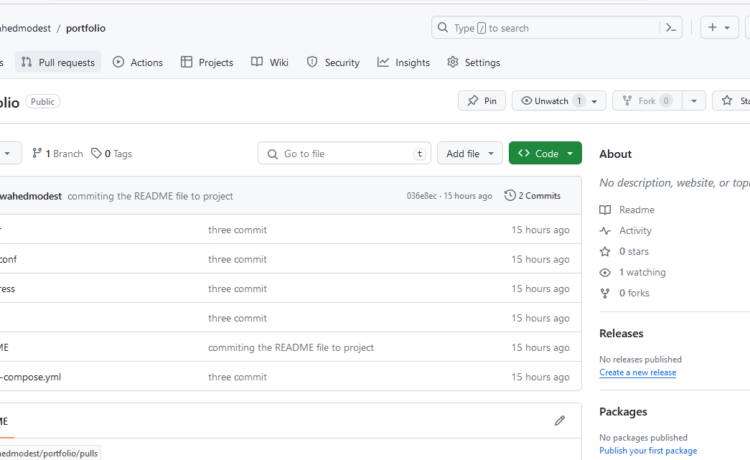 ahedmodest / portfolio
Type / to search
s Pull requests Actions Projects Wiki Security Insights Settings
olio Public
Pin Unwatch 1 Fork 0 Sta
1 Branch 0 Tags
Go to file t
Add file
Code
wahedmodest commiting the README file to project 036e8ec · 15 hours ago 2 Commits
r three commit 15 hours ago
conf three commit 15 hours ago
ress three commit 15 hours ago
three commit 15 hours ago
ME commiting the README file to project 15 hours ago
-compose.yml three commit 15 hours ago
ME
hedmodest/portfolio/pulls
About
No description, website, or topi
Readme
Activity
0 stars
1 watching
0 forks
Releases
No releases published
Create a new release
Packages
No packages published
Publish your first package